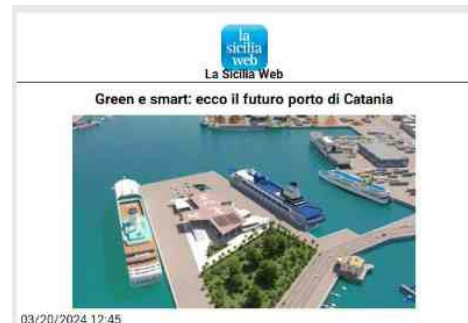 la
sicilia
web
La Sicilia Web
Green e smart: ecco il futuro porto di Catania
03/20/2024 12:45